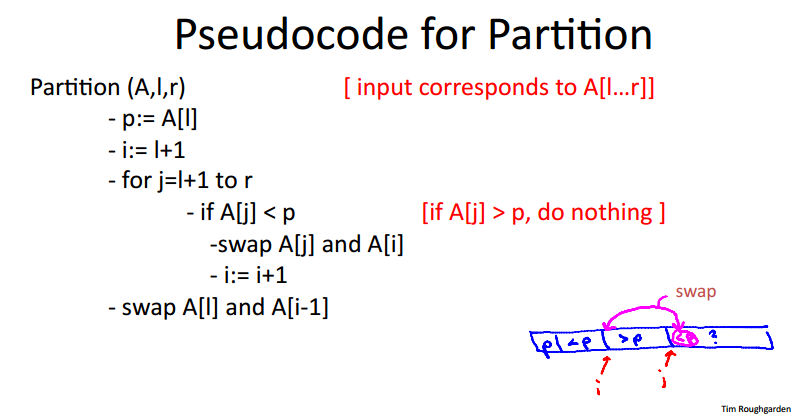 Pseudocode for Partition
Partition (A,l,r) [ input corresponds to A[l…r]]
- p:= A[l]
- i:= l+1
- for j=l+1 to r
- if A[j] < p [if A[j] > p, do nothing ]
-swap A[j] and A[i]
- i:= i+1
- swap A[l] and A[i-1]
swap
p <p >p <p ?
i j
Tim Roughgarden